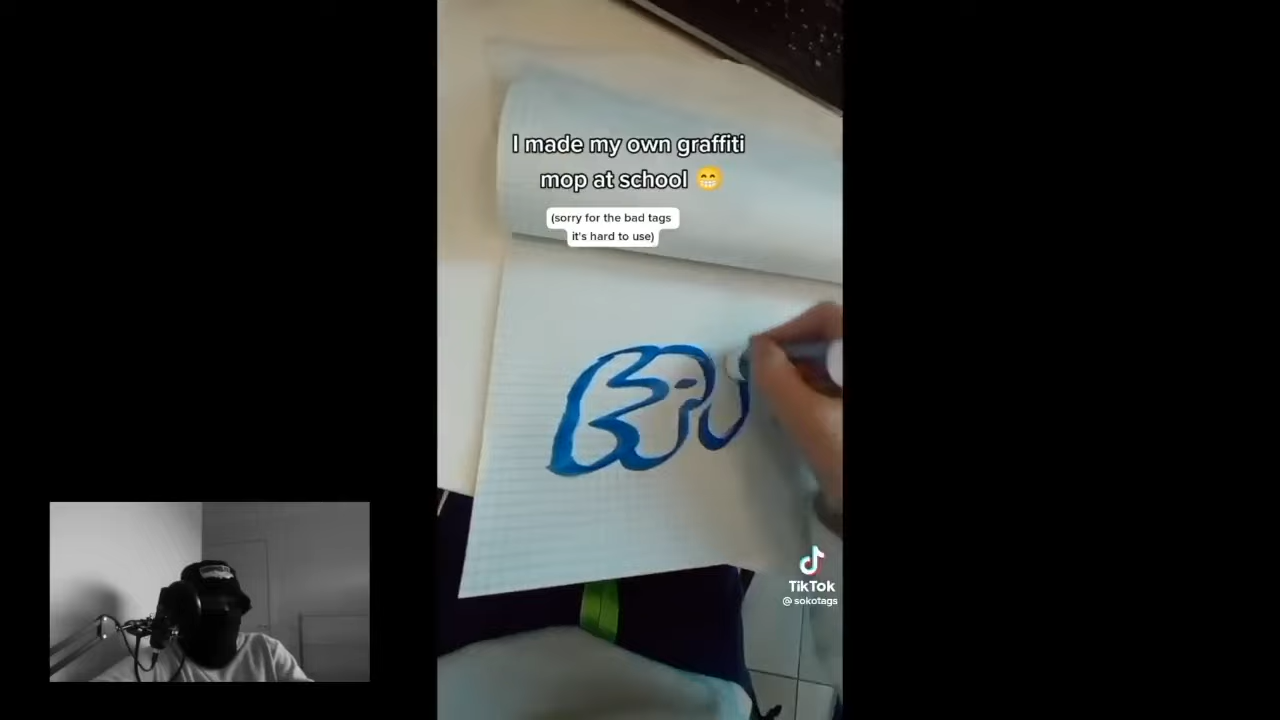 I made my own graffiti
mop at school 😁
(sorry for the bad tags
it's hard to use)
TikTok
@sokotags